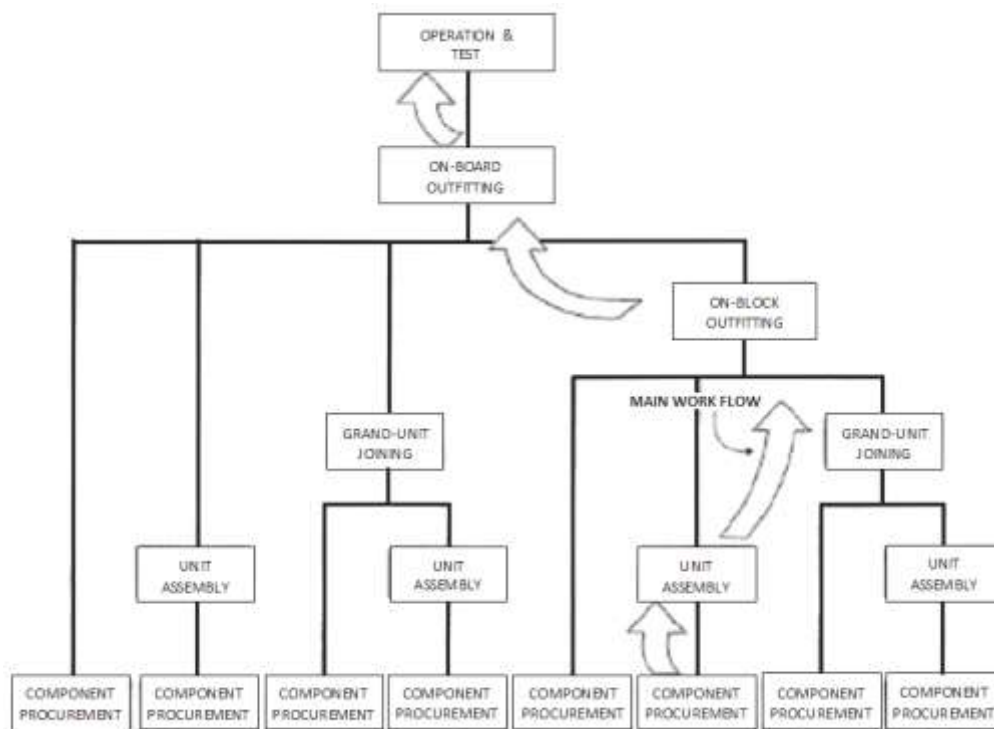 OPERATION &
TEST
ON-BOARD
OUTFITTING
ON-BLOCK
OUTFITTING
MAIN WORK FLOW
GRAND-UNIT
JOINING
GRAND-UNIT
JOINING
UNIT
ASSEMBLY
UNIT
ASSEMBLY
UNIT
ASSEMBLY
UNIT
ASSEMBLY
COMPONENT
PROCUREMENT
COMPONENT
PROCUREMENT
COMPONENT
PROCUREMENT
COMPONENT
PROCUREMENT
COMPONENT
PROCUREMENT
COMPONENT
PROCUREMENT
COMPONENT
PROCUREMENT
COMPONENT
PROCUREMENT